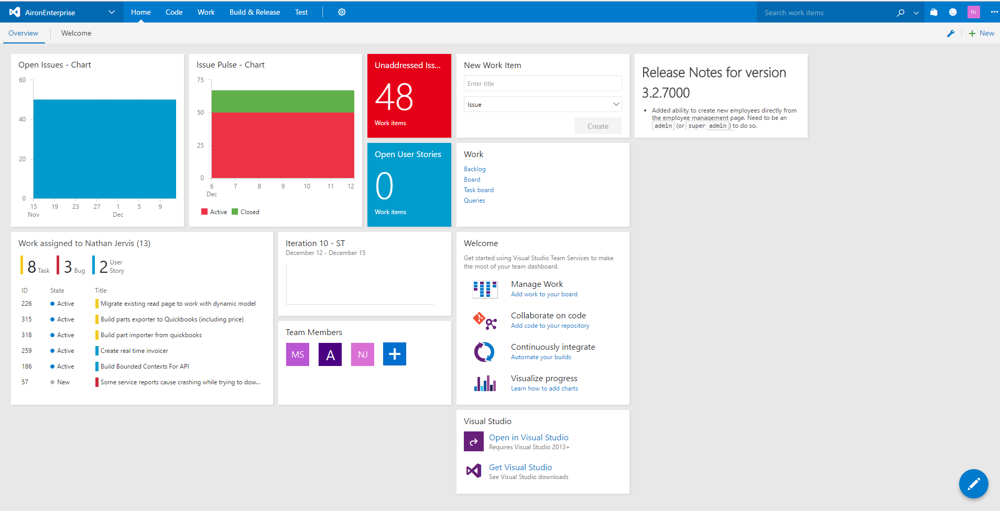 AironEnterprise
Home
Code
Work
Build & Release
Test
Search work items
NJ
Overview
Welcome
New
Open Issues - Chart
60
40
20
0
15
19
23
27
1
5
9
Nov
Dec
Issue Pulse - Chart
75
50
25
0
6
7
8
9
10
11
12
Dec
Active
Closed
Unaddressed Iss...
48
Work items
Open User Stories
0
Work items
New Work Item
Enter title
Issue
Create
Work
Backlog
Board
Task board
Queries
Release Notes for version
3.2.7000
• Added ability to create new employees directly from
the employee management page. Need to be an
admin (or super admin) to do so.
Work assigned to Nathan Jervis (13)
8 Task
3 Bug
2 User
Story
ID State Title
226 Active Migrate existing read page to work with dynamic model
315 Active Build parts exporter to Quickbooks (including price)
318 Active Build part importer from quickbooks
259 Active Create real time invoicer
186 Active Build Bounded Contexts For API
57 New Some service reports cause crashing while trying to dow...
Iteration 10 - ST
December 12 - December 15
Team Members
MS
A
NJ
Welcome
Get started using Visual Studio Team Services to make
the most of your team dashboard.
Manage Work
Add work to your board
Collaborate on code
Add code to your repository
Continuously integrate
Automate your builds
Visualize progress
Learn how to add charts
Visual Studio
Open in Visual Studio
Requires Visual Studio 2013+
Get Visual Studio
See Visual Studio downloads